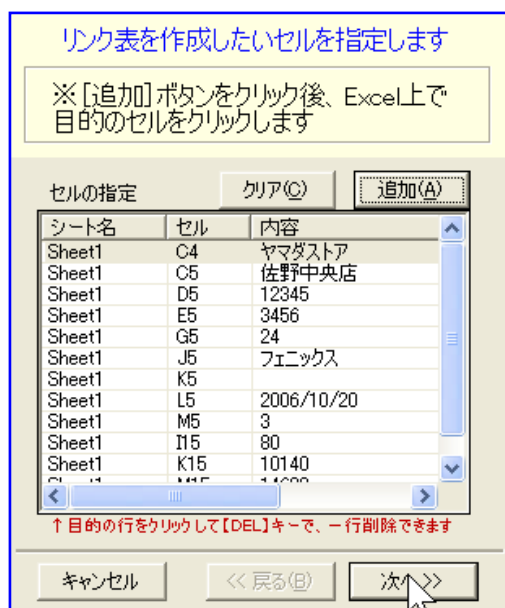 リンク表を作成したいセルを指定します
※[追加]ボタンをクリック後、Excel上で
目的のセルをクリックします
セルの指定 クリア(C) 追加(A)
シート名 セル 内容
Sheet1 C4 ヤマダストア
Sheet1 C5 佐野中央店
Sheet1 D5 12345
Sheet1 E5 3456
Sheet1 G5 24
Sheet1 J5 フェニックス
Sheet1 K5
Sheet1 L5 2006/10/20
Sheet1 M5 3
Sheet1 I15 80
Sheet1 K15 10140
↑目的の行をクリックして【DEL】キーで、一行削除できます
キャンセル << 戻る(B) 次へ >>